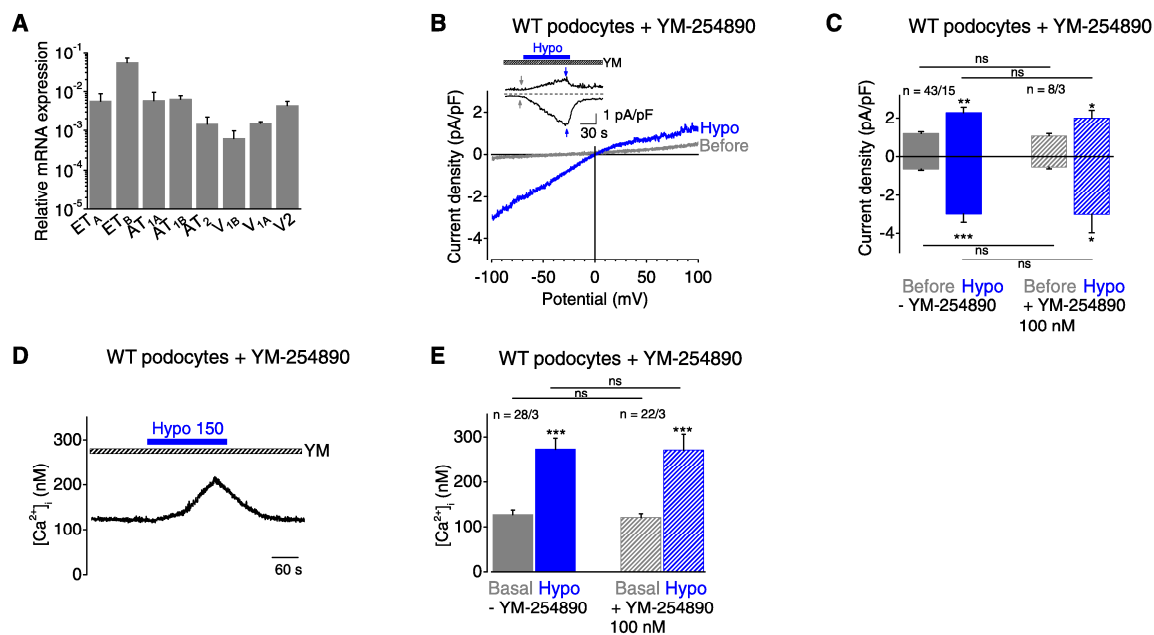 A
Relative mRNA expression
10-1
10-2
10-3
10-4
10-5
ETA ETB AT1A AT1B AT2 V1B V1A V2
B
WT podocytes + YM-254890
Hypo
YM
1 pA/pF
30 s
Current density (pA/pF)
2
0
-2
-4
Hypo
Before
-100 -50 0 50 100
Potential (mV)
C
WT podocytes + YM-254890
ns
ns
n = 43/15 n = 8/3
** *
Current density (pA/pF)
2
0
-2
-4
*** *
ns
ns
Before Hypo Before Hypo
- YM-254890 + YM-254890
100 nM
D
WT podocytes + YM-254890
Hypo 150
YM
[Ca2+]i (nM)
300
200
100
0
60 s
E
WT podocytes + YM-254890
ns
ns
n = 28/3 n = 22/3
*** ***
[Ca2+]i (nM)
300
200
100
0
Basal Hypo Basal Hypo
- YM-254890 + YM-254890
100 nM